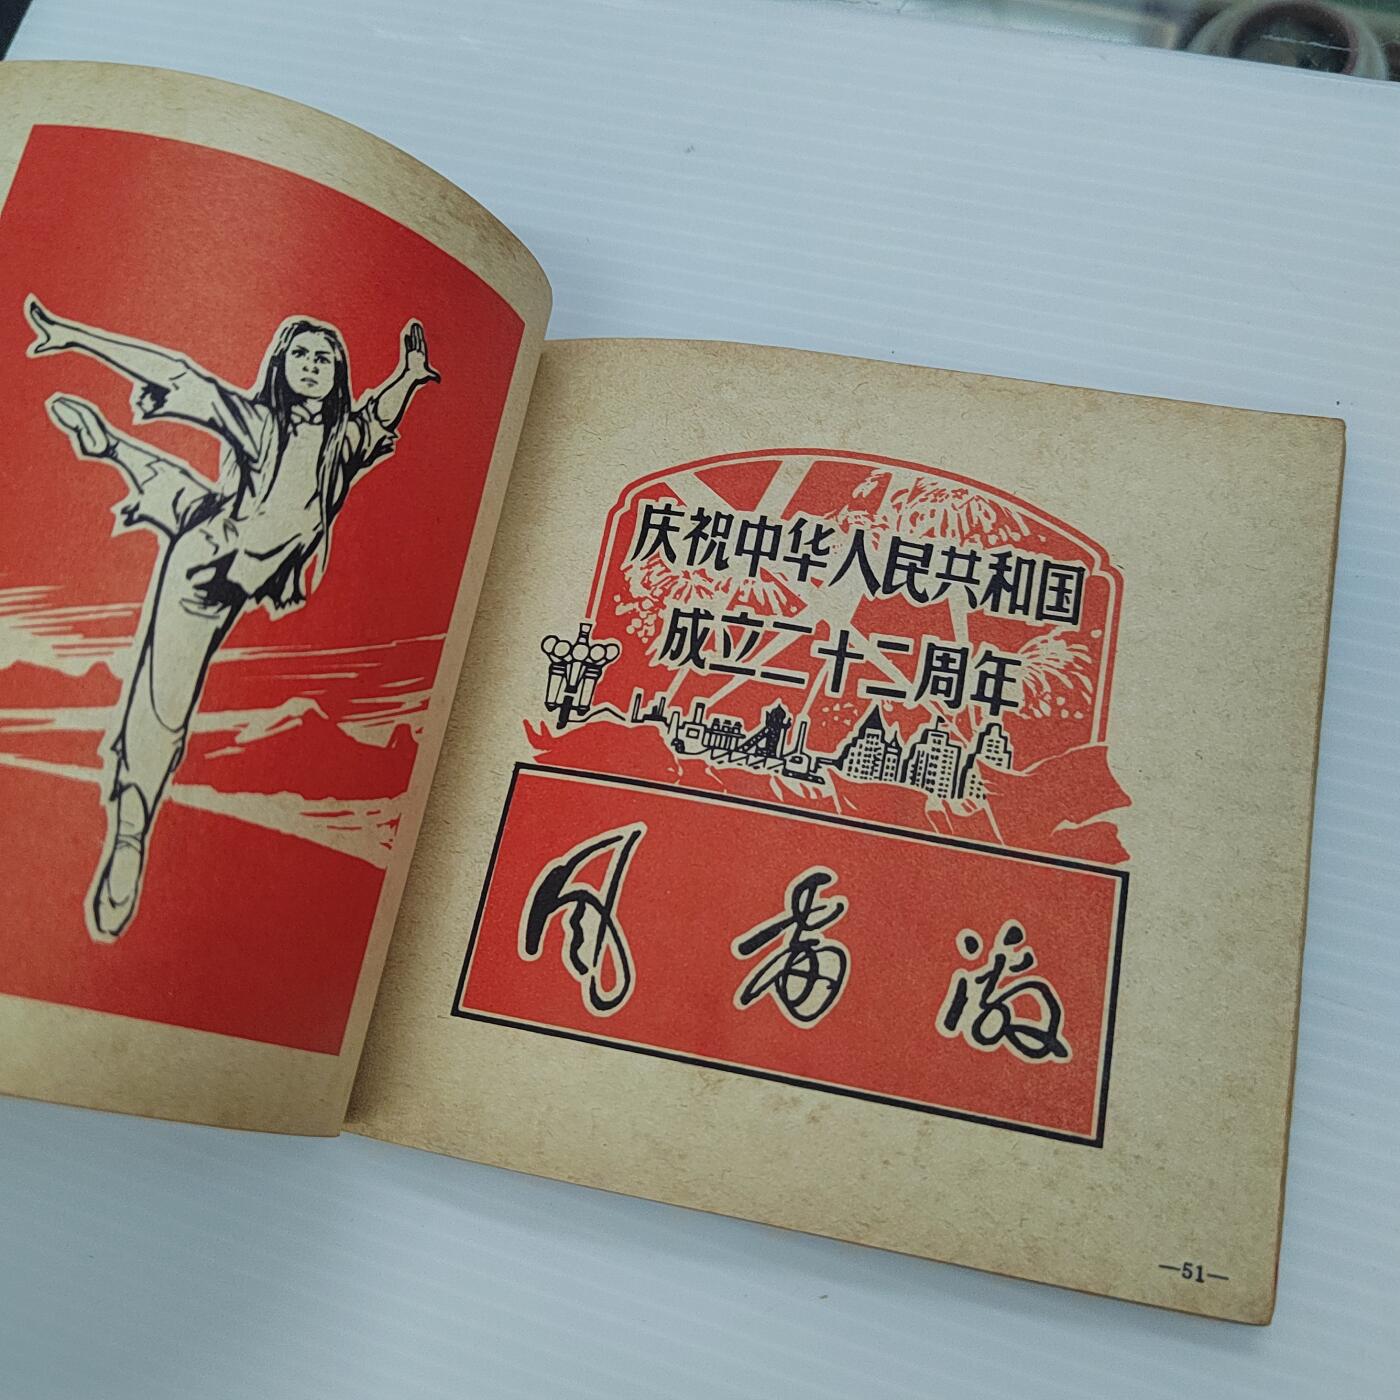 庆祝中华人民共和国
成立二十二周年
风雷激
—51—